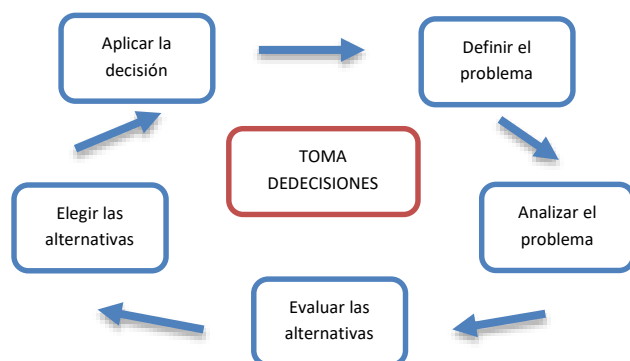 Aplicar la
decisión
Definir el
problema
TOMA
DEDECISIONES
Elegir las
alternativas
Analizar el
problema
Evaluar las
alternativas